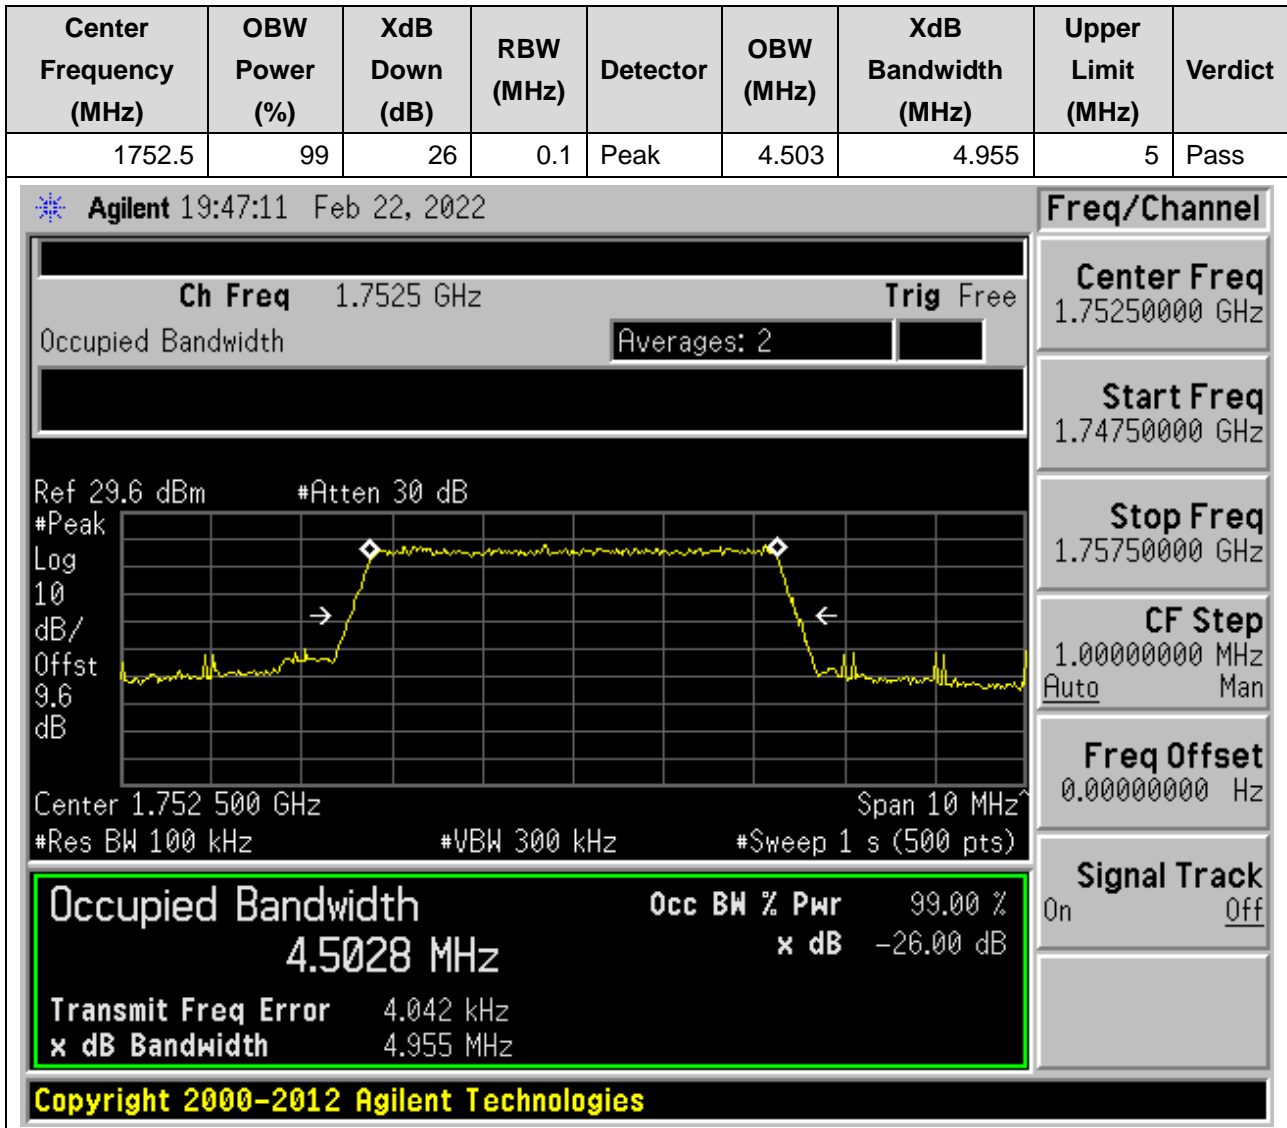 Center Frequency (MHz) OBW Power (%) XdB Down (dB) RBW (MHz) Detector OBW (MHz) XdB Bandwidth (MHz) Upper Limit (MHz) Verdict
1752.5 99 26 0.1 Peak 4.503 4.955 5 Pass
Agilent 19:47:11 Feb 22, 2022
Ch Freq 1.7525 GHz Trig Free
Occupied Bandwidth Averages: 2
Ref 29.6 dBm #Atten 30 dB
#Peak
Log
10
dB/
Offst
9.6
dB
Center 1.752 500 GHz Span 10 MHz^
#Res BW 100 kHz #VBW 300 kHz #Sweep 1 s (500 pts)
Occupied Bandwidth Occ BW % Pwr 99.00 %
4.5028 MHz x dB -26.00 dB
Transmit Freq Error 4.042 kHz
x dB Bandwidth 4.955 MHz
Copyright 2000-2012 Agilent Technologies
Freq/Channel
Center Freq
1.75250000 GHz
Start Freq
1.74750000 GHz
Stop Freq
1.75750000 GHz
CF Step
1.00000000 MHz
Auto Man
Freq Offset
0.00000000 Hz
Signal Track
On Off